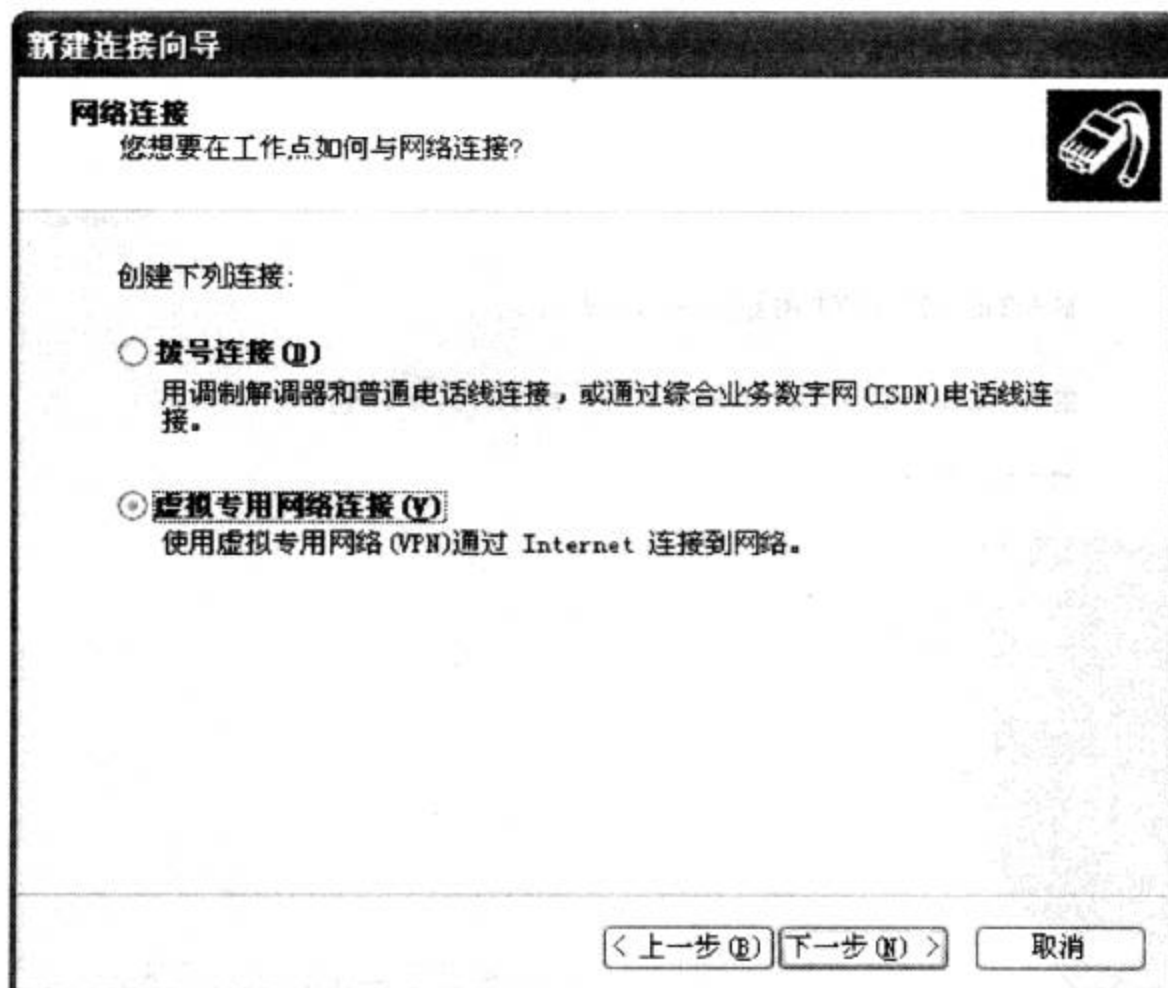 新建连接向导
网络连接
您想要在工作点如何与网络连接?
创建下列连接:
拨号连接(D)
用调制解调器和普通电话线连接，或通过综合业务数字网(ISDN)电话线连
接。
虚拟专用网络连接(V)
使用虚拟专用网络(VPN)通过 Internet 连接到网络。
< 上一步(B) 下一步(N) > 取消